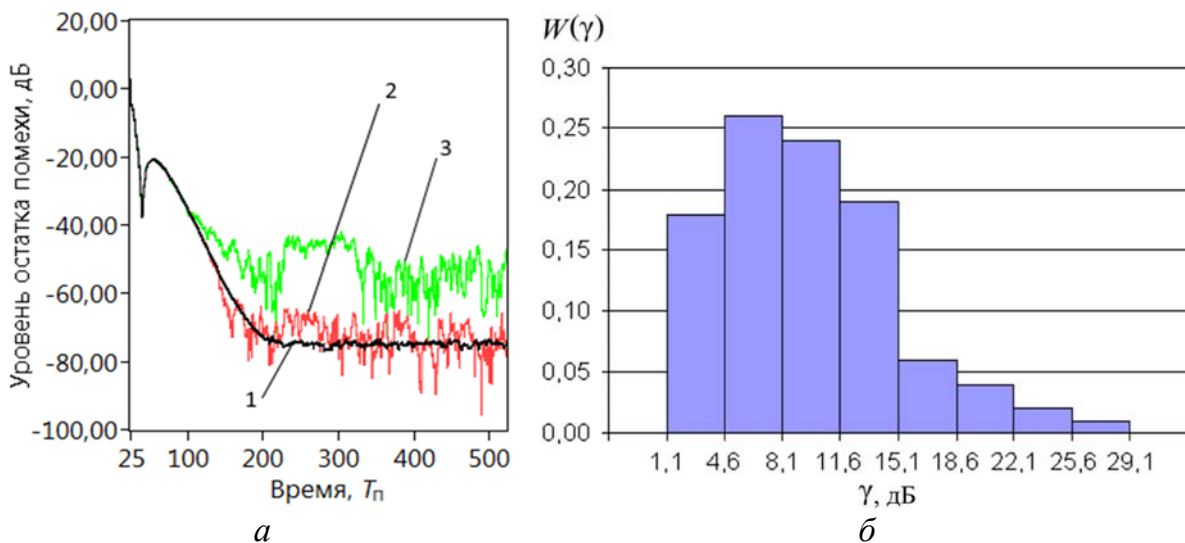 Уровень остатка помехи, дБ
20,00
0,00
-20,00
-40,00
-60,00
-80,00
-100,00
2
3
1
25 100 200 300 400 500
Время, Tп
а
W(γ)
0,30
0,25
0,20
0,15
0,10
0,05
0,00
1,1 4,6 8,1 11,6 15,1 18,6 22,1 25,6 29,1
γ, дБ
б